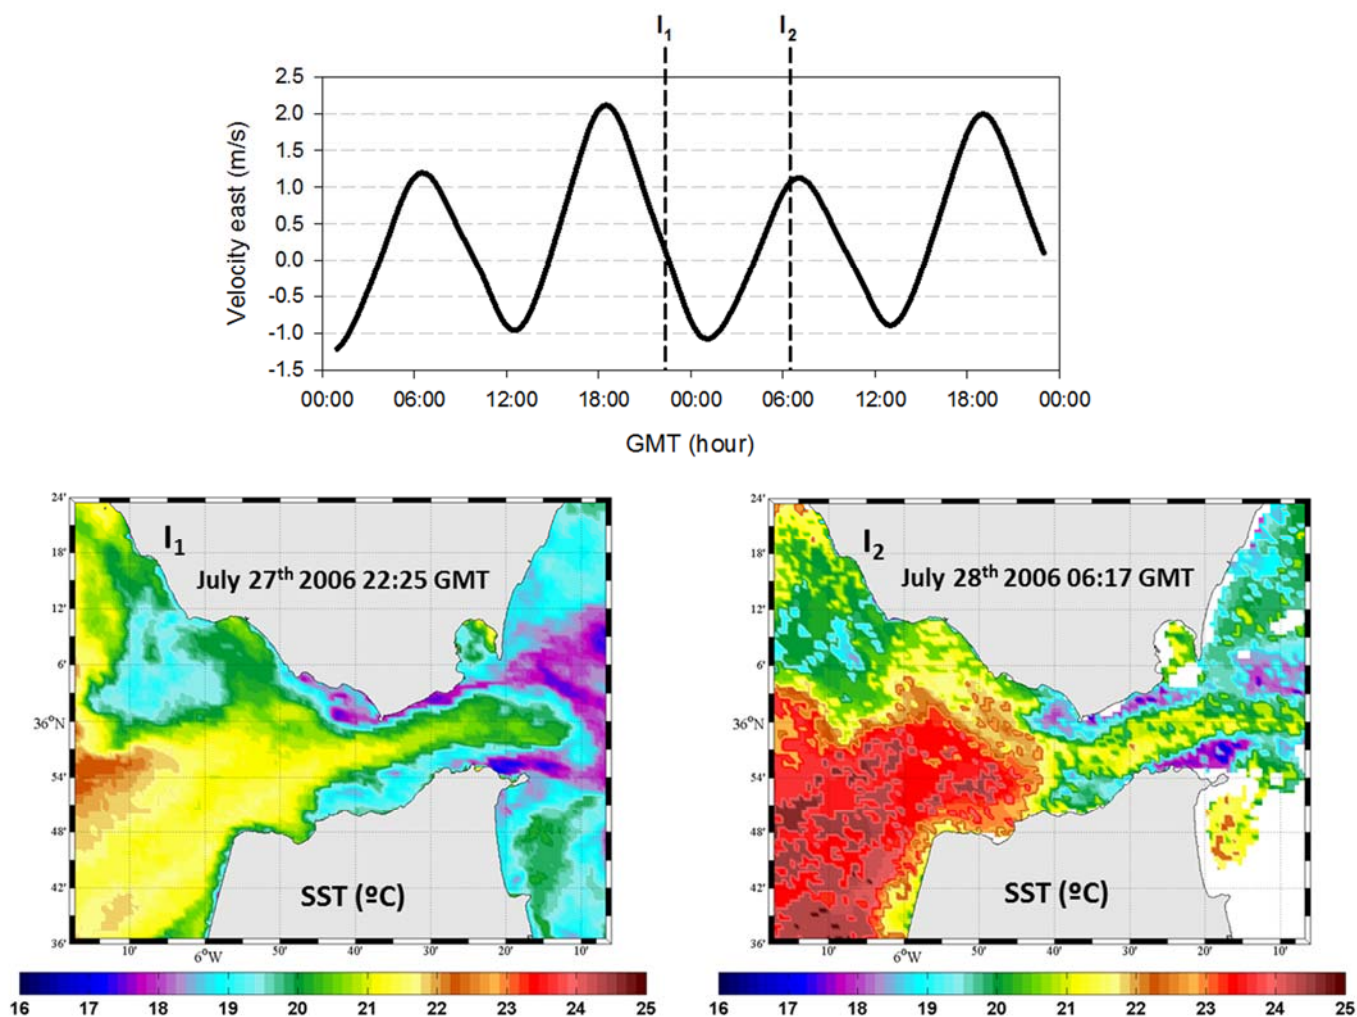 I1 I2
2.5
2.0
1.5
1.0
0.5
0.0
-0.5
-1.0
-1.5
Velocity east (m/s)
00:00 06:00 12:00 18:00 00:00 06:00 12:00 18:00 00:00
GMT (hour)
24'
18'
12'
6'
36°N
54'
48'
42'
36'
I1
July 27th 2006 22:25 GMT
SST (ºC)
10' 6°W 50' 40' 30' 20' 10'
16 17 18 19 20 21 22 23 24 25
24'
18'
12'
6'
36°N
54'
48'
42'
36'
I2
July 28th 2006 06:17 GMT
SST (ºC)
10' 6°W 50' 40' 30' 20' 10'
16 17 18 19 20 21 22 23 24 25